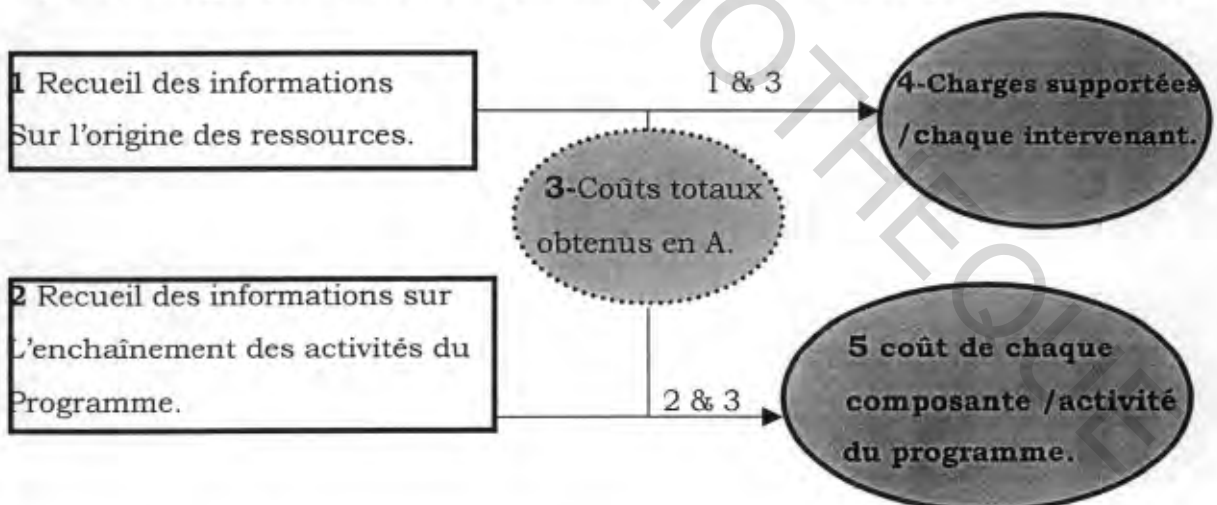 1 Recueil des informations
Sur l'origine des ressources.
1 & 3
4-Charges supportées
/chaque intervenant.
3-Coûts totaux
obtenus en A.
2 Recueil des informations sur
L'enchaînement des activités du
Programme.
2 & 3
5 coût de chaque
composante /activité
du programme.